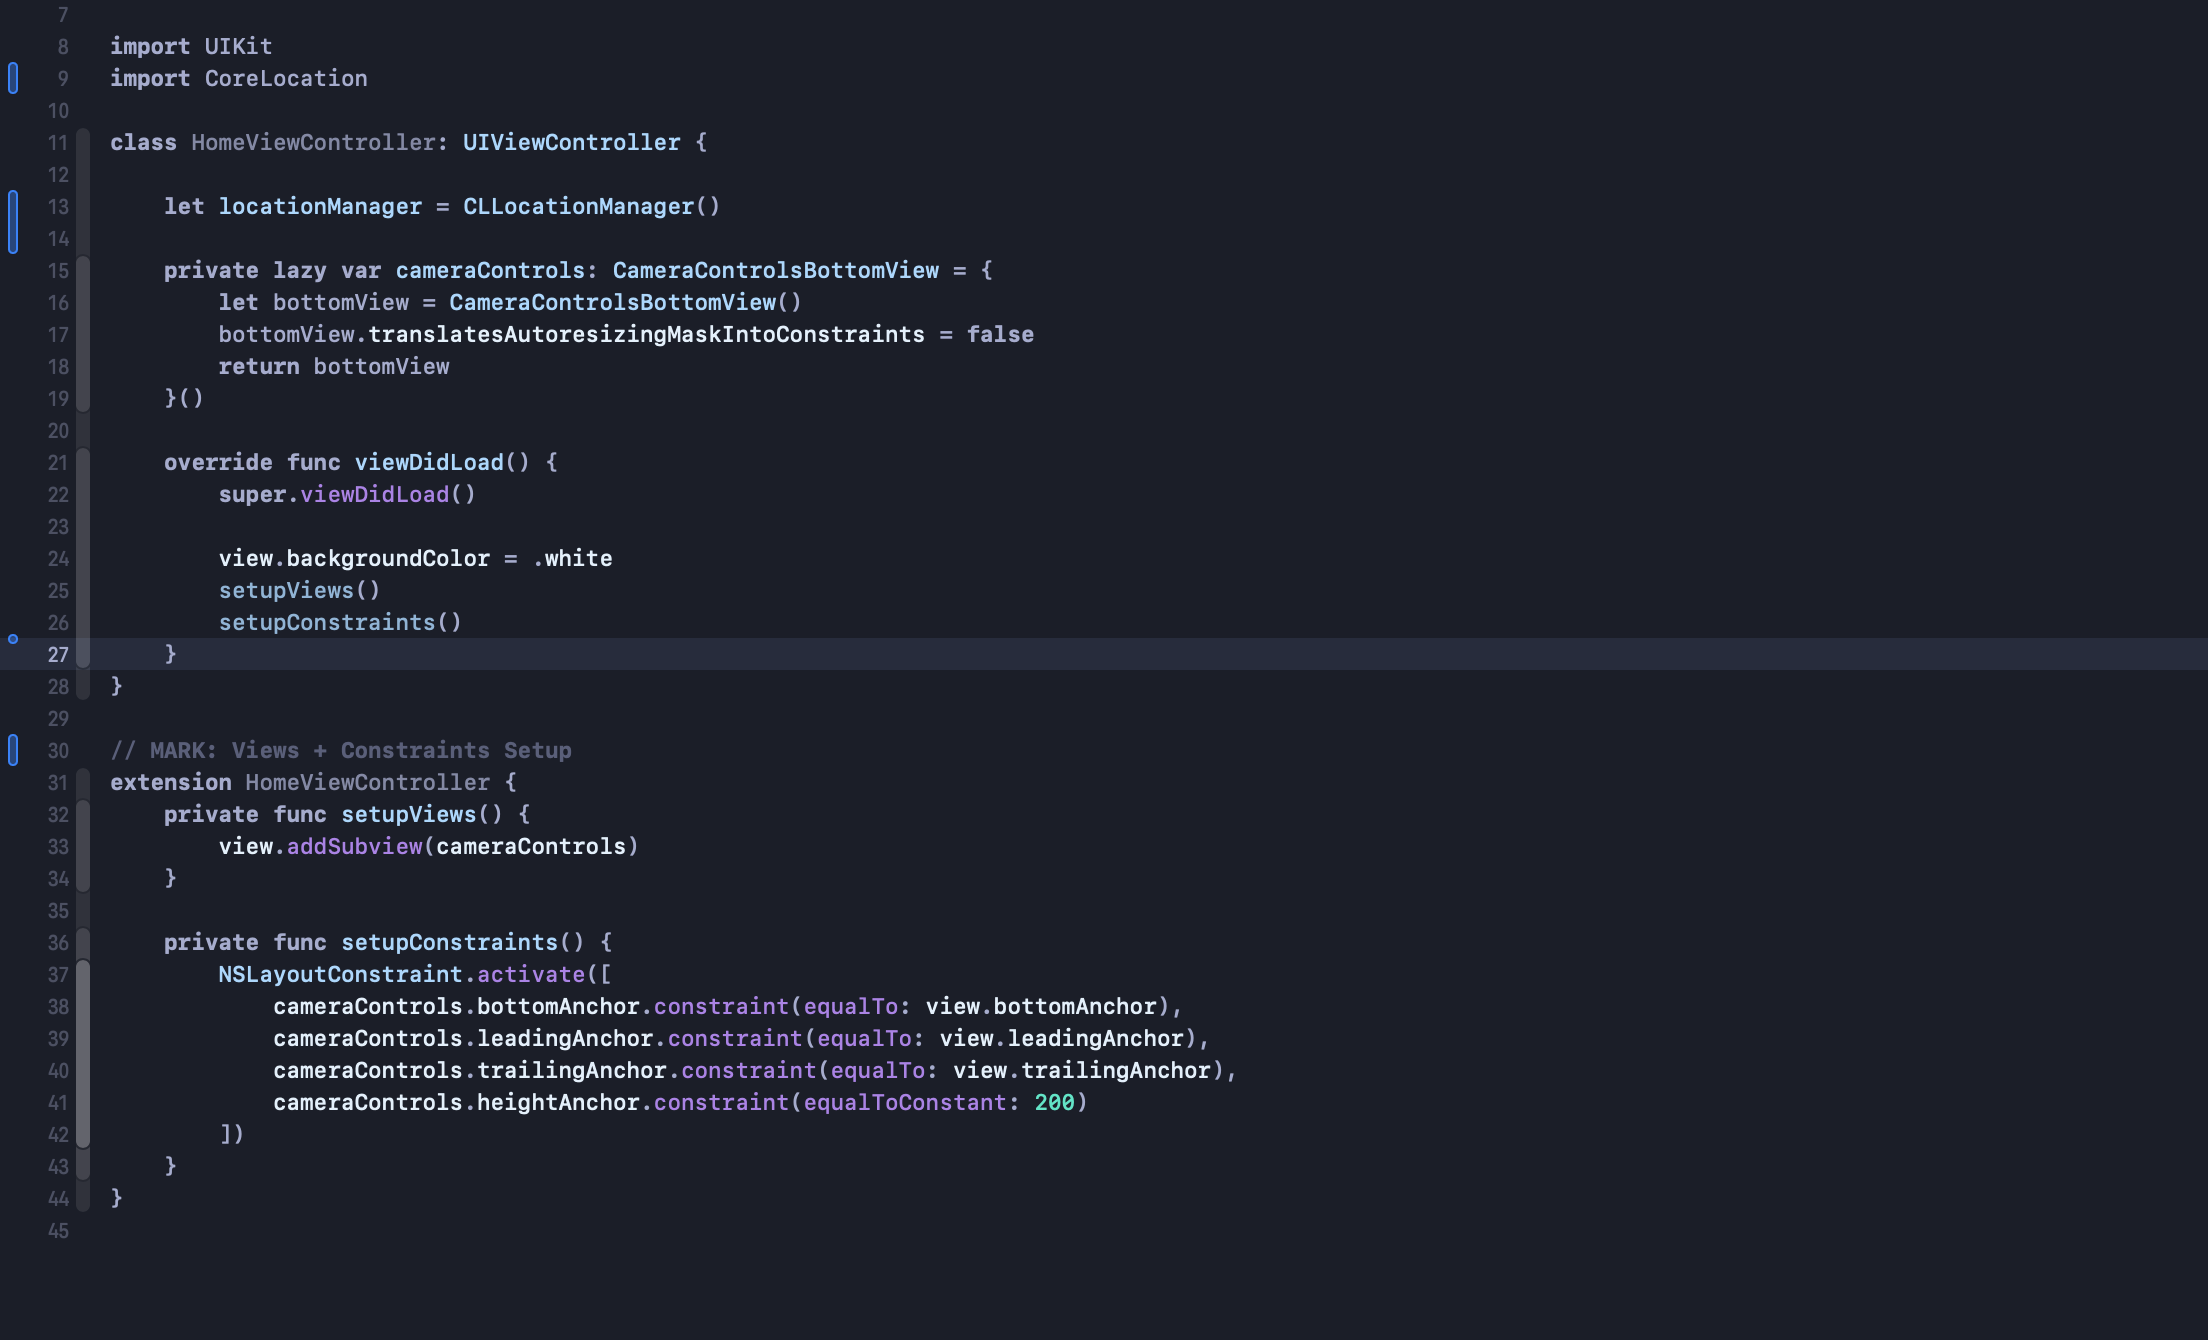 7
8 import UIKit
9 import CoreLocation
10
11 class HomeViewController: UIViewController {
12
13     let locationManager = CLLocationManager()
14
15     private lazy var cameraControls: CameraControlsBottomView = {
16         let bottomView = CameraControlsBottomView()
17         bottomView.translatesAutoresizingMaskIntoConstraints = false
18         return bottomView
19     }()
20
21     override func viewDidLoad() {
22         super.viewDidLoad()
23
24         view.backgroundColor = .white
25         setupViews()
26         setupConstraints()
27     }
28 }
29
30 // MARK: Views + Constraints Setup
31 extension HomeViewController {
32     private func setupViews() {
33         view.addSubview(cameraControls)
34     }
35
36     private func setupConstraints() {
37         NSLayoutConstraint.activate([
38             cameraControls.bottomAnchor.constraint(equalTo: view.bottomAnchor),
39             cameraControls.leadingAnchor.constraint(equalTo: view.leadingAnchor),
40             cameraControls.trailingAnchor.constraint(equalTo: view.trailingAnchor),
41             cameraControls.heightAnchor.constraint(equalToConstant: 200)
42         ])
43     }
44 }
45